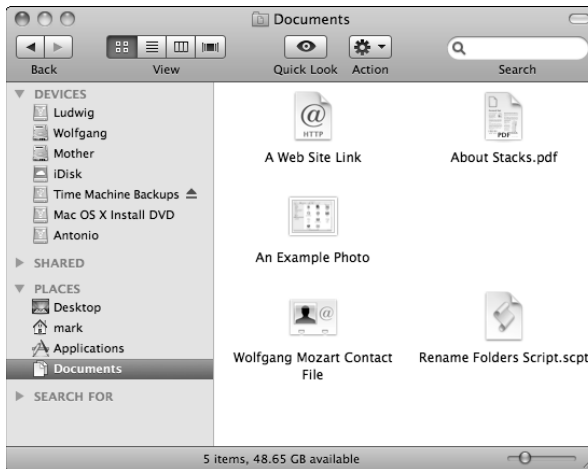 Documents
Back
View
Quick Look
Action
Search
DEVICES
Ludwig
Wolfgang
Mother
iDisk
Time Machine Backups
Mac OS X Install DVD
Antonio
SHARED
PLACES
Desktop
mark
Applications
Documents
SEARCH FOR
@
HTTP
A Web Site Link
PDF
About Stacks.pdf
An Example Photo
@
Wolfgang Mozart Contact
File
Rename Folders Script.scpt
5 items, 48.65 GB available